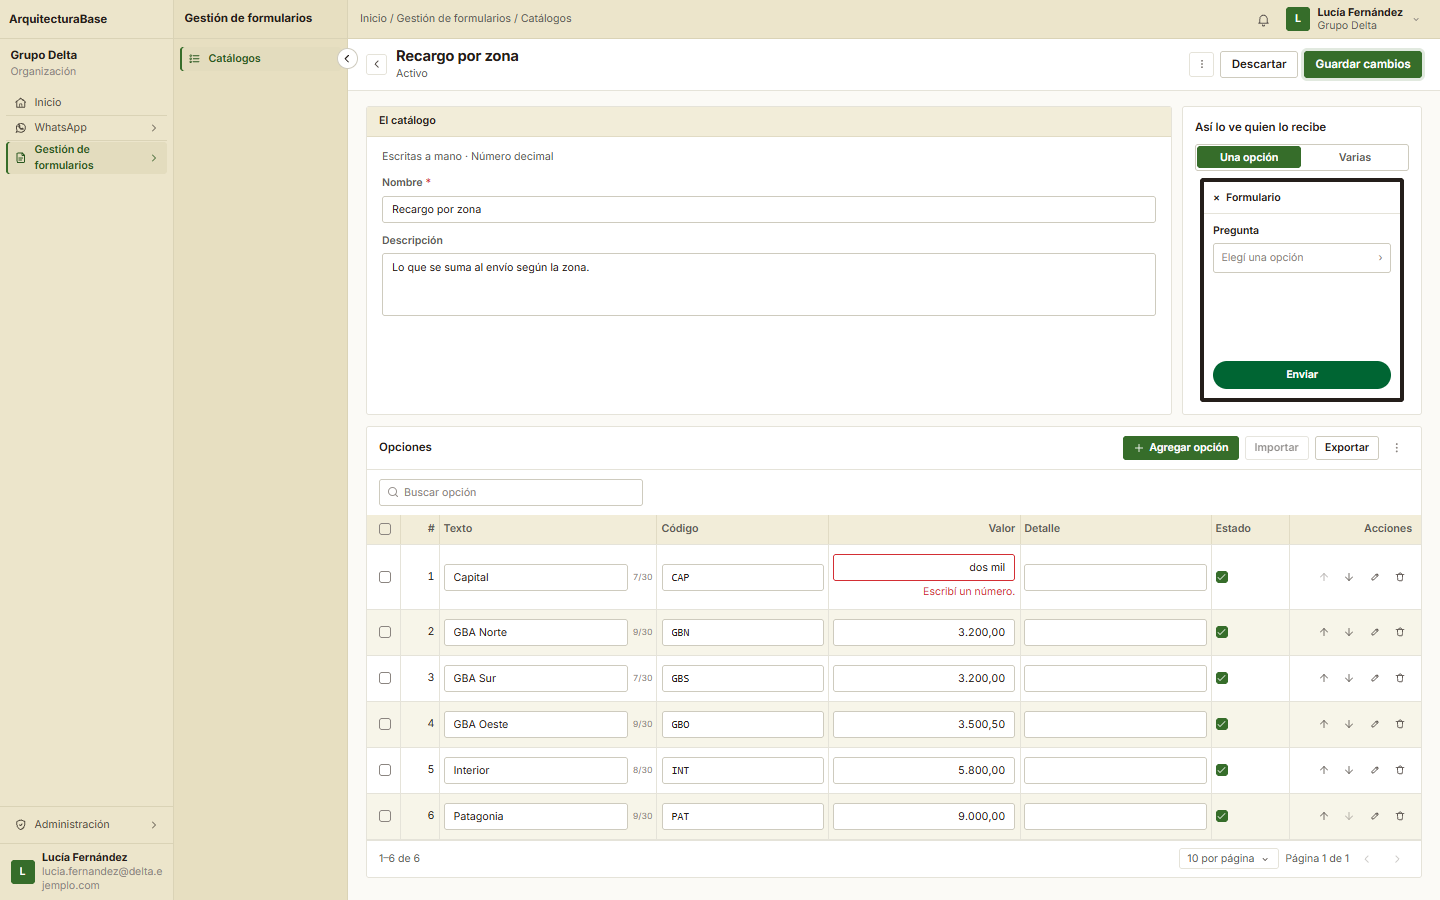 ArquitecturaBase
Grupo Delta
Organización
Inicio
WhatsApp
Gestión de
formularios
Administración
L
Lucía Fernández
lucia.fernandez@delta.e
jemplo.com
Gestión de formularios
Catálogos
Inicio / Gestión de formularios / Catálogos
L
Lucía Fernández
Grupo Delta
Recargo por zona
Activo
Descartar
Guardar cambios
El catálogo
Escritas a mano · Número decimal
Nombre *
Recargo por zona
Descripción
Lo que se suma al envío según la zona.
Así lo ve quien lo recibe
Una opción Varias
× Formulario
Pregunta
Elegí una opción
Enviar
Opciones
+ Agregar opción Importar Exportar
Buscar opción
# Texto Código Valor Detalle Estado Acciones
1 Capital 7/30 CAP dos mil
Escribí un número.
2 GBA Norte 9/30 GBN 3.200,00
3 GBA Sur 7/30 GBS 3.200,00
4 GBA Oeste 9/30 GBO 3.500,50
5 Interior 8/30 INT 5.800,00
6 Patagonia 9/30 PAT 9.000,00
1–6 de 6
10 por página Página 1 de 1